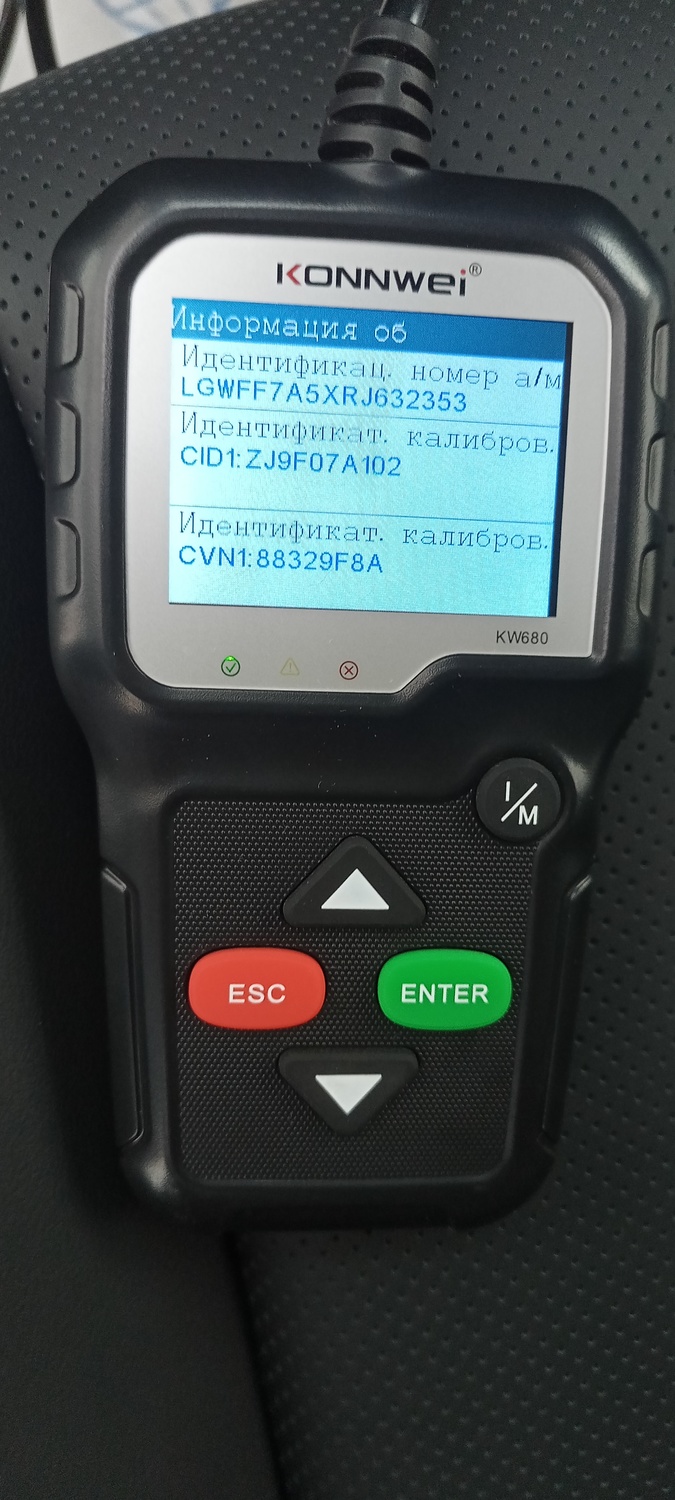 KONNWEI®
Информация об
Идентификац. номер а/м
LGWFF7A5XRJ632353
Идентификат. калибров.
CID1:ZJ9F07A102
Идентификат. калибров.
CVN1:88329F8A
KW680
I/M
ESC
ENTER